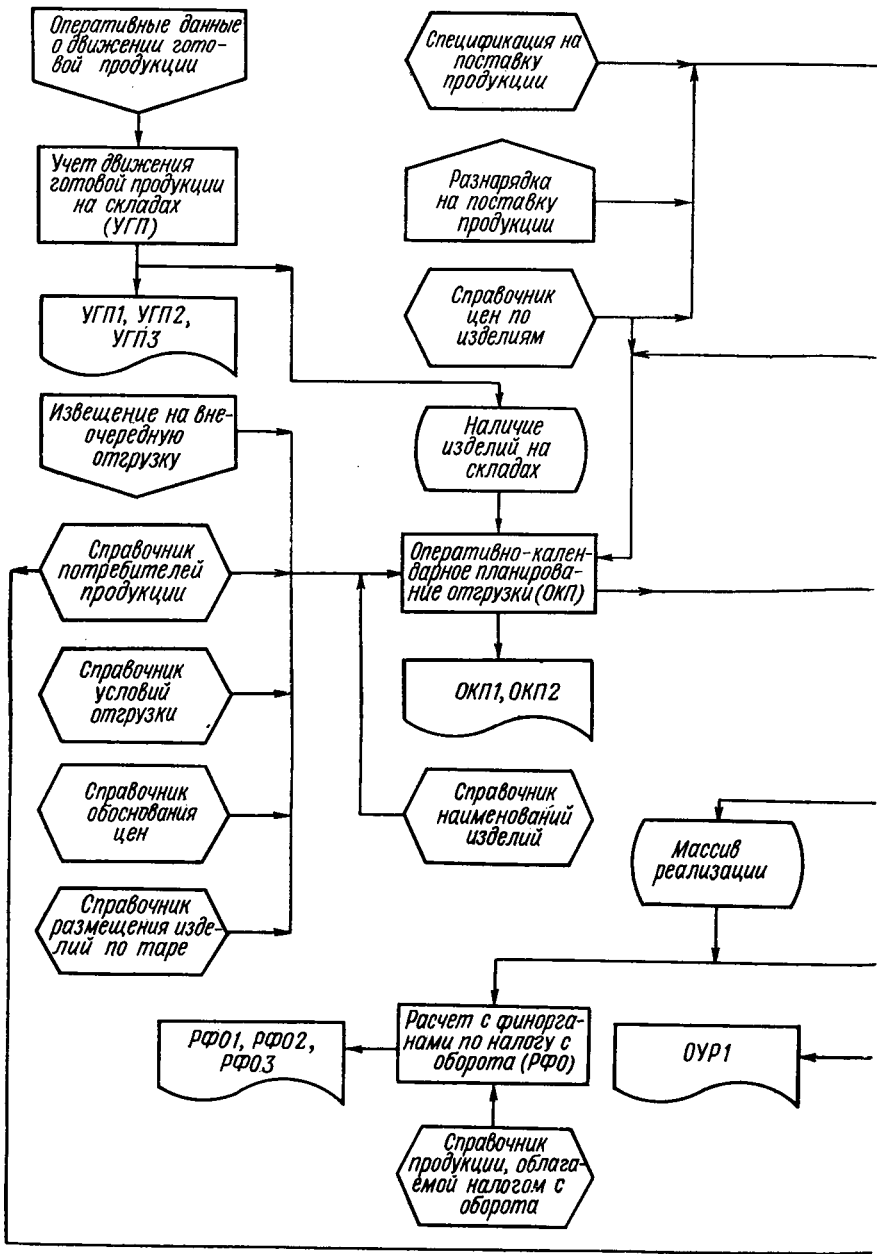 Оперативные данные
о движении гото-
вой продукции
Спецификация на
поставку
продукции
Учет движения
готовой продукции
на складах
(УГП)
Разнарядка
на поставку
продукции
УГП1, УГП2,
УГП3
Справочник
цен по
изделиям
Извещение на вне-
очередную
отгрузку
Наличие
изделий на
складах
Справочник
потребителей
продукции
Оперативно-кален-
дарное планирова-
ние отгрузки(ОКП)
Справочник
условий
отгрузки
ОКП1, ОКП2
Справочник
обоснования
цен
Справочник
наименований
изделий
Массив
реализации
Справочник
размещения изде-
лий по таре
РФО1, РФО2,
РФО3
Расчет с финорга-
нами по налогу с
оборота (РФО)
ОУР1
Справочник
продукции, облага-
емой налогом с
оборота